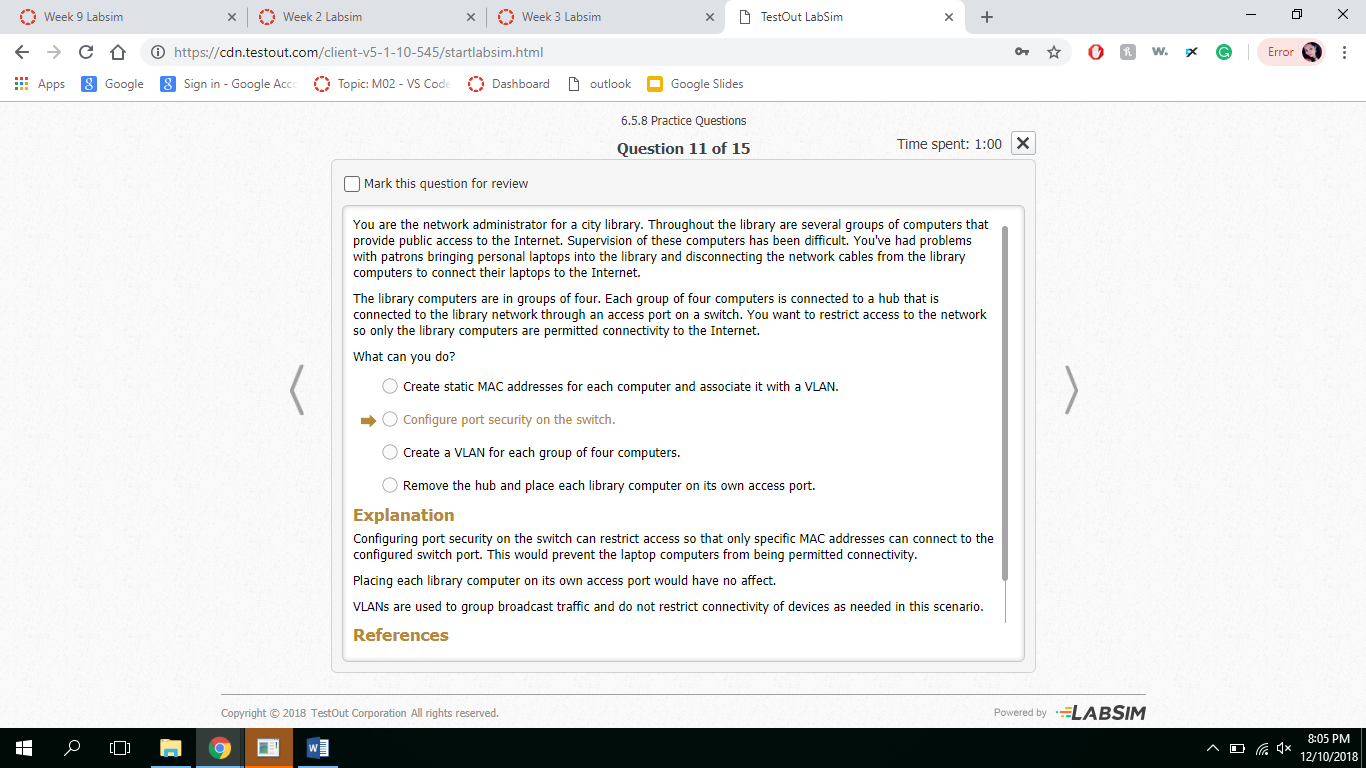 Week 9 Labsim
Week 2 Labsim
Week 3 Labsim
TestOut LabSim
https://cdn.testout.com/client-v5-1-10-545/startlabsim.html
Error
Apps
Google
Sign in - Google Acc
Topic: M02 - VS Code
Dashboard
outlook
Google Slides
6.5.8 Practice Questions
Question 11 of 15
Time spent: 1:00
Mark this question for review
You are the network administrator for a city library. Throughout the library are several groups of computers that
provide public access to the Internet. Supervision of these computers has been difficult. You've had problems
with patrons bringing personal laptops into the library and disconnecting the network cables from the library
computers to connect their laptops to the Internet.
The library computers are in groups of four. Each group of four computers is connected to a hub that is
connected to the library network through an access port on a switch. You want to restrict access to the network
so only the library computers are permitted connectivity to the Internet.
What can you do?
Create static MAC addresses for each computer and associate it with a VLAN.
Configure port security on the switch.
Create a VLAN for each group of four computers.
Remove the hub and place each library computer on its own access port.
Explanation
Configuring port security on the switch can restrict access so that only specific MAC addresses can connect to the
configured switch port. This would prevent the laptop computers from being permitted connectivity.
Placing each library computer on its own access port would have no affect.
VLANs are used to group broadcast traffic and do not restrict connectivity of devices as needed in this scenario.
References
Copyright © 2018 TestOut Corporation All rights reserved.
Powered by LABSIM
8:05 PM
12/10/2018